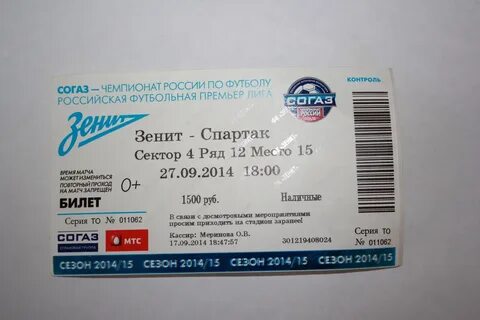 СОГАЗ – ЧЕМПИОНАТ РОССИИ ПО ФУТБОЛУ
РОССИЙСКАЯ ФУТБОЛЬНАЯ ПРЕМЬЕР ЛИГА
СОГАЗ
РОССИИ
КОНТРОЛЬ
Зенит
Зенит - Спартак
Сектор 4 Ряд 12 Место 15
27.09.2014 18:00
ВРЕМЯ МАТЧА
МОЖЕТ ИЗМЕНИТЬСЯ
ПОВТОРНЫЙ ПРОХОД
НА МАТЧ ЗАПРЕЩЕН
0+
БИЛЕТ
1500 руб.
Наличные
Серия ТО № 011062
В связи с досмотровыми мероприятиями
просим приходить на стадион заранее!
Кассир: Меринова О.В.
17.09.2014 18:47:57
301219408024
Серия ТО
№ 011062
СОГАЗ
СТРАХОВАЯ ГРУППА
МТС
СЕЗОН 2014/15 СЕЗОН 2014/15 СЕЗОН 2014/15 СЕЗОН 2014/15